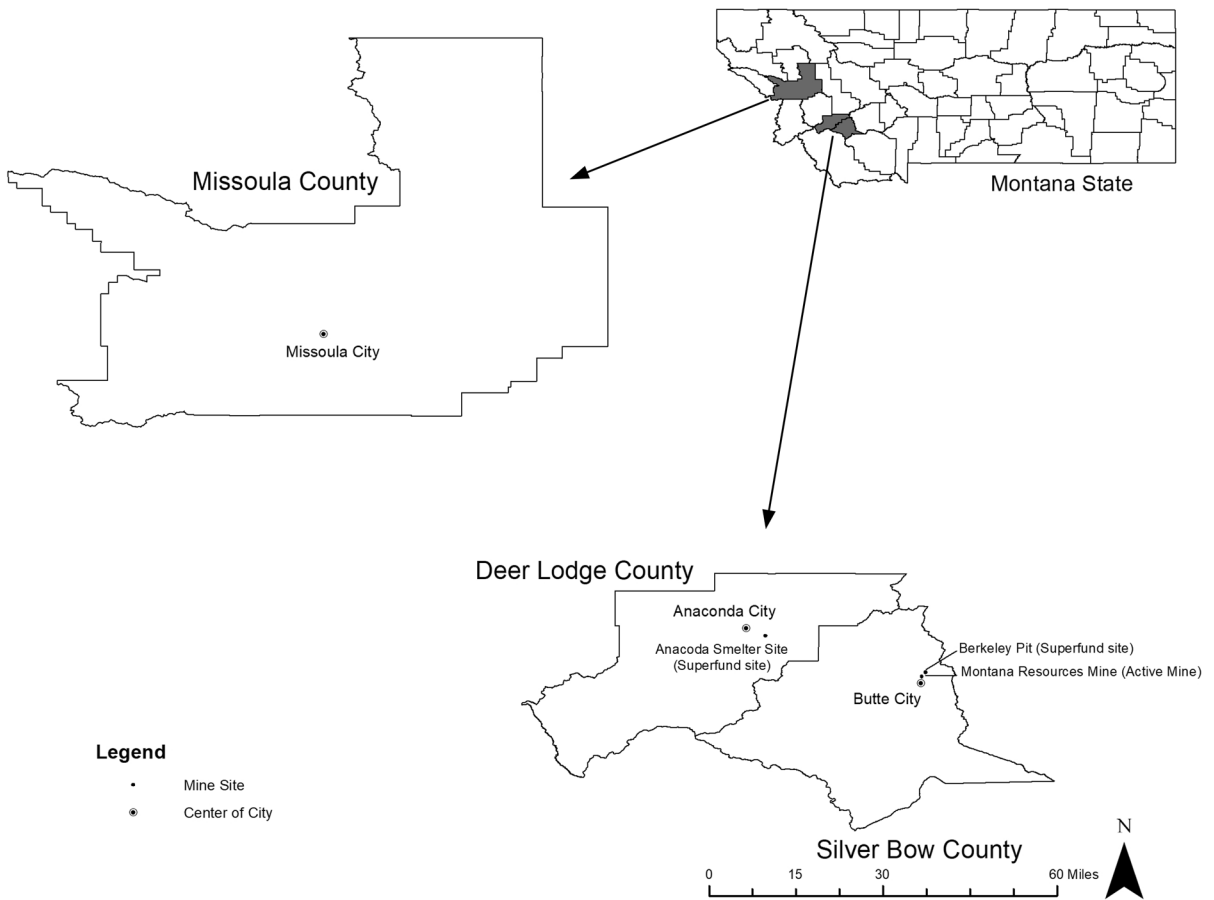 Missoula County
Montana State
Missoula City
Deer Lodge County
Anaconda City
Anacoda Smelter Site
(Superfund site)
Berkeley Pit (Superfund site)
Montana Resources Mine (Active Mine)
Butte City
Legend
Mine Site
Center of City
Silver Bow County
N
0 15 30 60 Miles